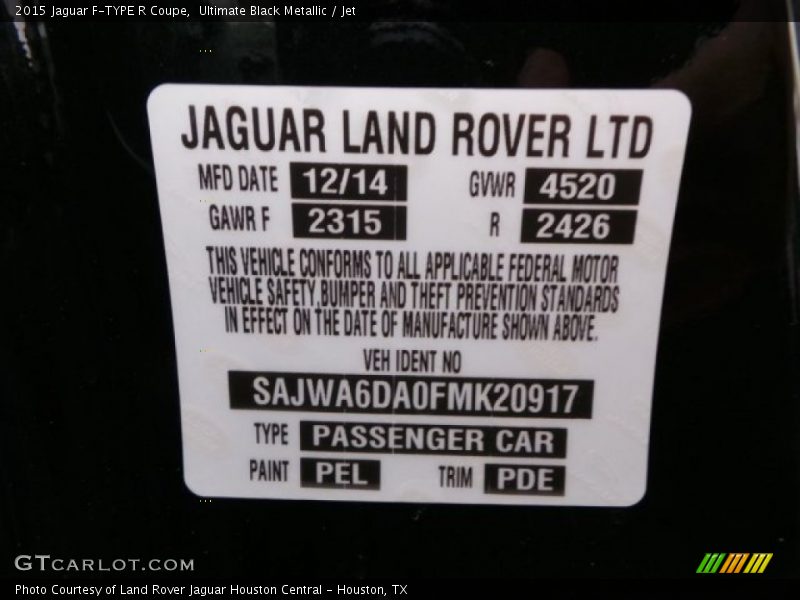 2015 Jaguar F-TYPE R Coupe, Ultimate Black Metallic / Jet
JAGUAR LAND ROVER LTD
MFD DATE 12/14 GVWR 4520
GAWR F 2315 R 2426
THIS VEHICLE CONFORMS TO ALL APPLICABLE FEDERAL MOTOR
VEHICLE SAFETY,BUMPER AND THEFT PREVENTION STANDARDS
IN EFFECT ON THE DATE OF MANUFACTURE SHOWN ABOVE.
VEH IDENT NO
SAJWA6DA0FMK20917
TYPE PASSENGER CAR
PAINT PEL TRIM PDE
GTCARLOT.COM
Photo Courtesy of Land Rover Jaguar Houston Central - Houston, TX